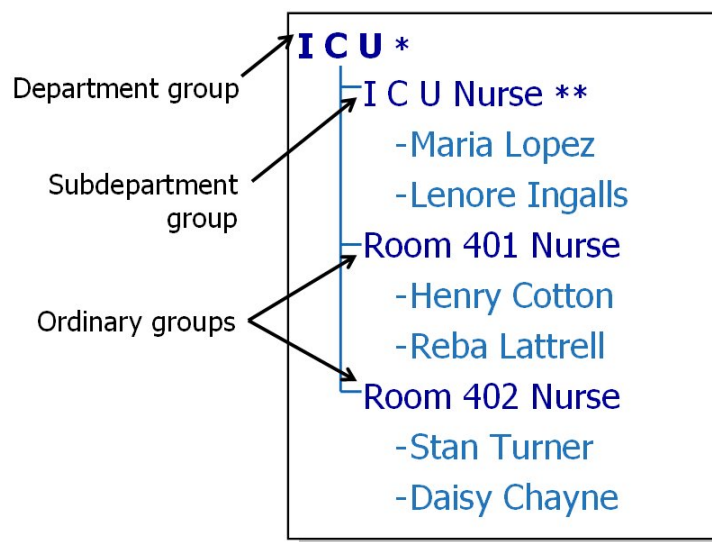 I C U *
Department group
I C U Nurse **
-Maria Lopez
Subdepartment
group
-Lenore Ingalls
Room 401 Nurse
-Henry Cotton
Ordinary groups
-Reba Lattrell
Room 402 Nurse
-Stan Turner
-Daisy Chayne